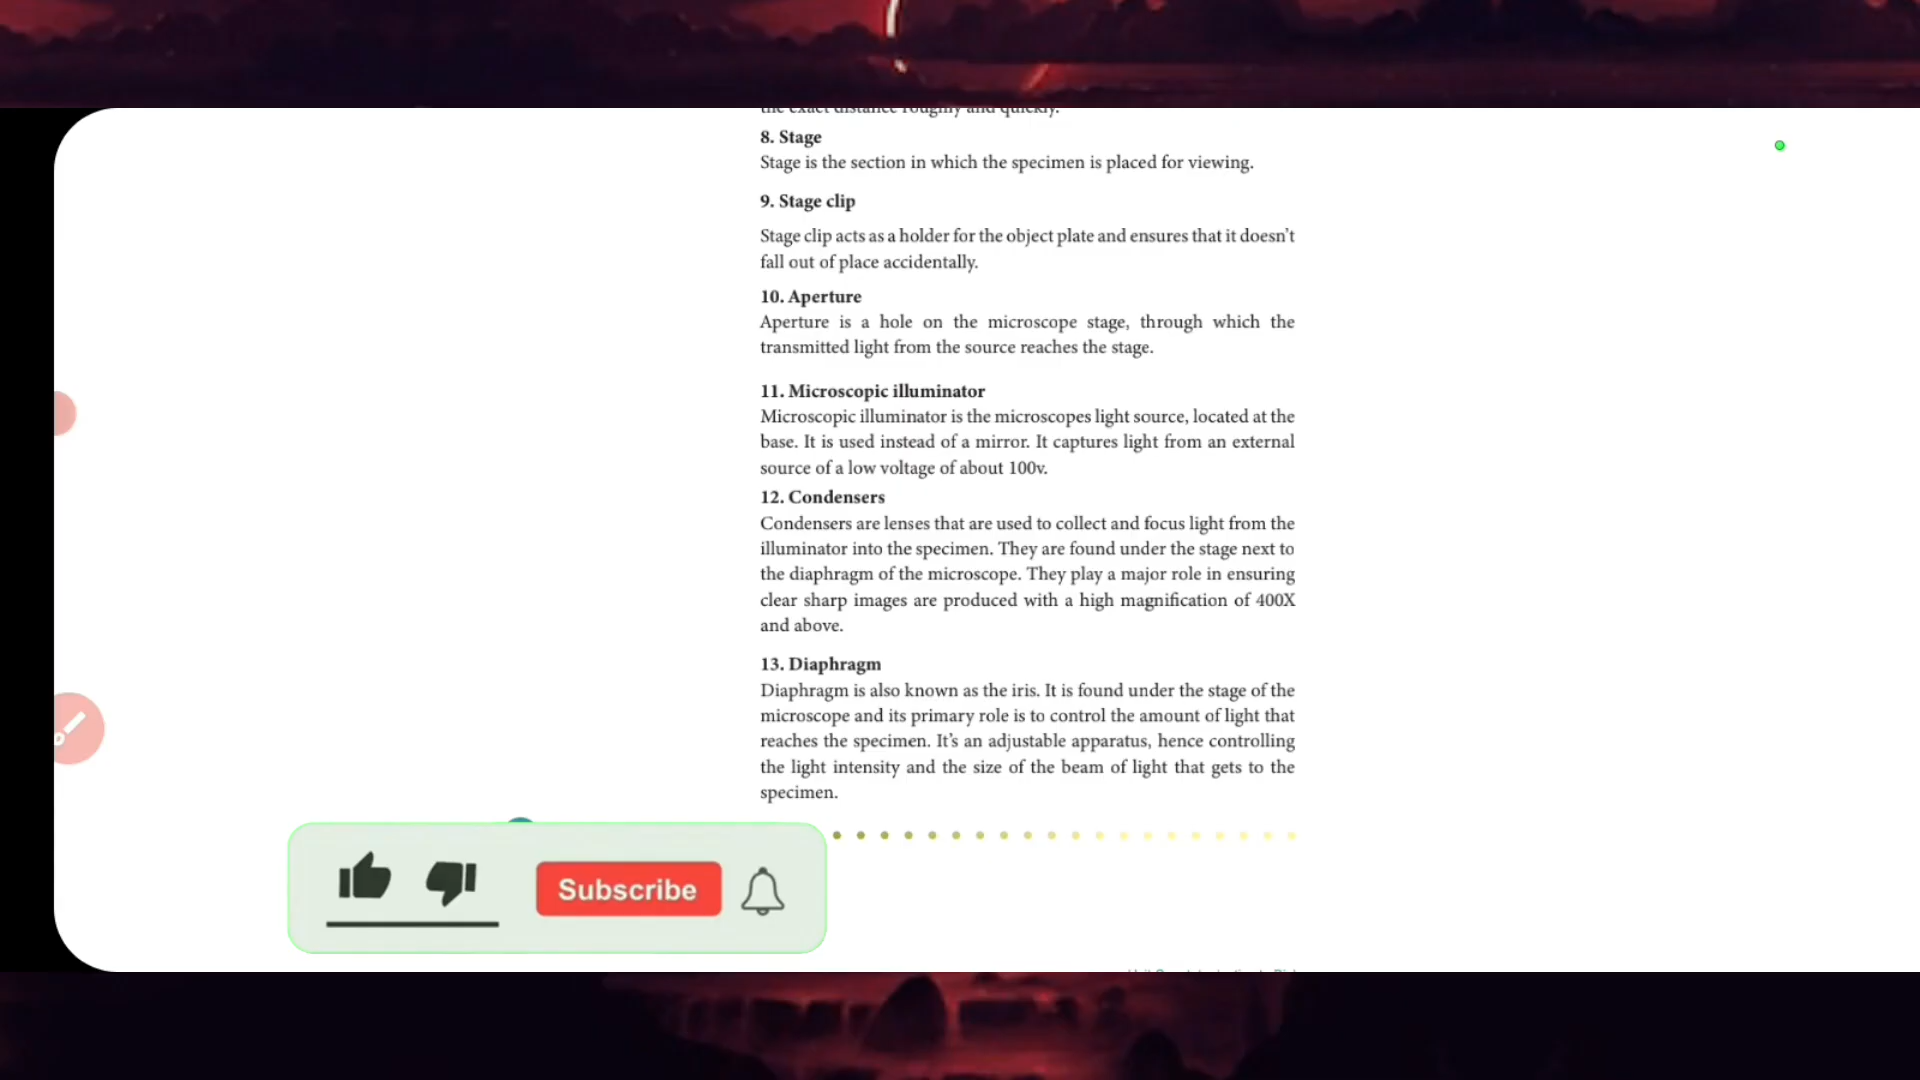 the exact distance roughly and quickly.
8. Stage
Stage is the section in which the specimen is placed for viewing.
9. Stage clip
Stage clip acts as a holder for the object plate and ensures that it doesn’t
fall out of place accidentally.
10. Aperture
Aperture is a hole on the microscope stage, through which the
transmitted light from the source reaches the stage.
11. Microscopic illuminator
Microscopic illuminator is the microscopes light source, located at the
base. It is used instead of a mirror. It captures light from an external
source of a low voltage of about 100v.
12. Condensers
Condensers are lenses that are used to collect and focus light from the
illuminator into the specimen. They are found under the stage next to
the diaphragm of the microscope. They play a major role in ensuring
clear sharp images are produced with a high magnification of 400X
and above.
13. Diaphragm
Diaphragm is also known as the iris. It is found under the stage of the
microscope and its primary role is to control the amount of light that
reaches the specimen. It’s an adjustable apparatus, hence controlling
the light intensity and the size of the beam of light that gets to the
specimen.
Subscribe